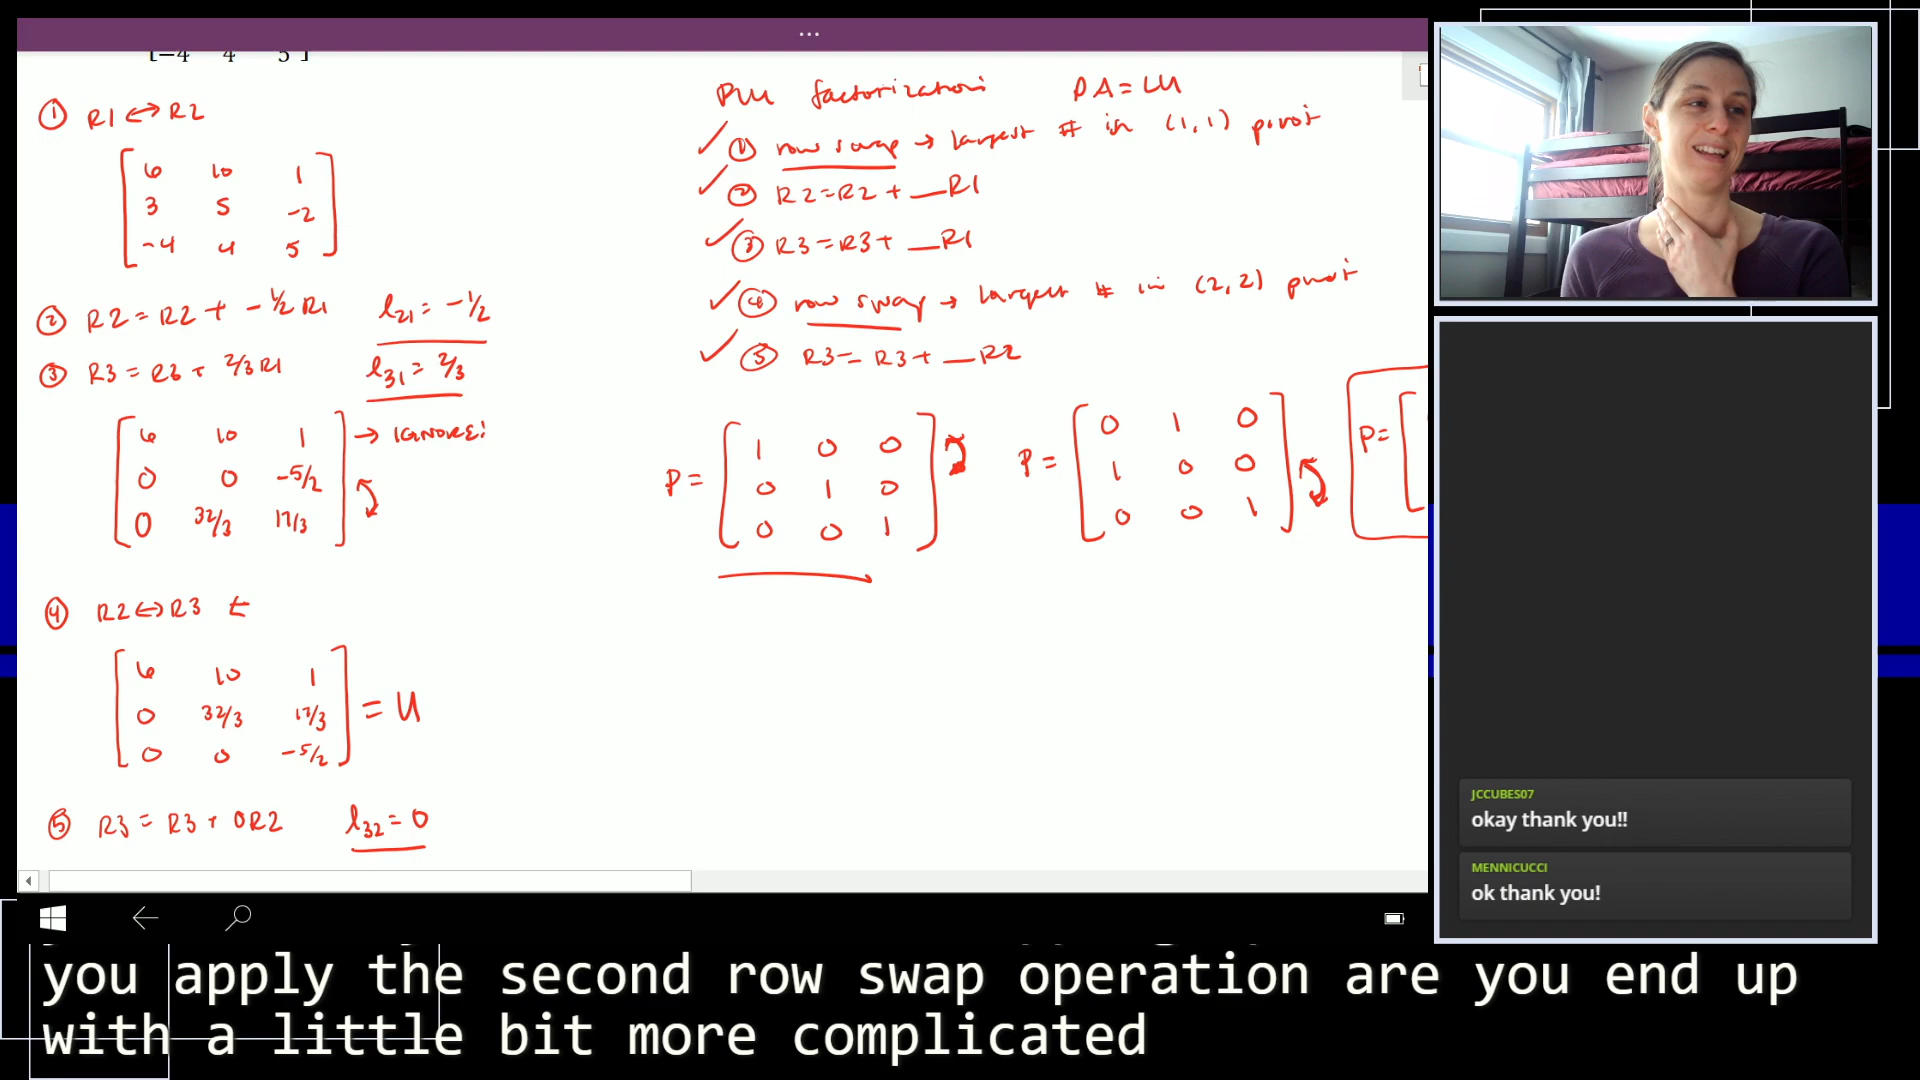 ...
[−4 4 5]
① R1 ↔ R2
[6 10 1
3 5 -2
-4 4 5]
② R2 = R2 + -1/2 R1 l21 = -1/2
③ R3 = R3 + 2/3 R1 l31 = 2/3
[6 10 1 → IGNORE!
0 0 -5/2
0 32/3 17/3]
④ R2 ↔ R3
[6 10 1
0 32/3 17/3 = U
0 0 -5/2]
⑤ R3 = R3 + 0R2 l32 = 0
PLU factorization: PA = LU
✓ ① row swap → largest # in (1,1) pivot
✓ ② R2 = R2 + __R1
✓ ③ R3 = R3 + __R1
✓ ④ row swap → largest # in (2,2) pivot
✓ ⑤ R3 = R3 + __R2
P = [1 0 0
0 1 0
0 0 1]
P = [0 1 0
1 0 0
0 0 1]
P = [
JCCUBES07
okay thank you!!
MENNICUCCI
ok thank you!
you apply the second row swap operation are you end up
with a little bit more complicated